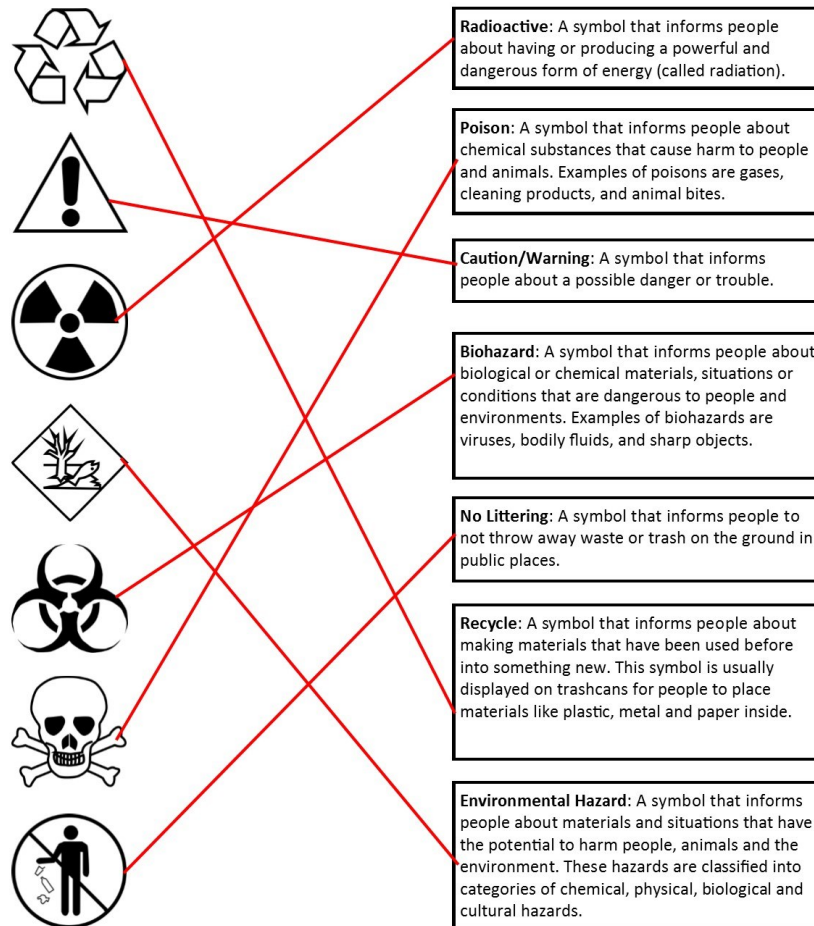 Radioactive: A symbol that informs people
about having or producing a powerful and
dangerous form of energy (called radiation).
Poison: A symbol that informs people about
chemical substances that cause harm to people
and animals. Examples of poisons are gases,
cleaning products, and animal bites.
Caution/Warning: A symbol that informs
people about a possible danger or trouble.
Biohazard: A symbol that informs people about
biological or chemical materials, situations or
conditions that are dangerous to people and
environments. Examples of biohazards are
viruses, bodily fluids, and sharp objects.
No Littering: A symbol that informs people to
not throw away waste or trash on the ground in
public places.
Recycle: A symbol that informs people about
making materials that have been used before
into something new. This symbol is usually
displayed on trashcans for people to place
materials like plastic, metal and paper inside.
Environmental Hazard: A symbol that informs
people about materials and situations that have
the potential to harm people, animals and the
environment. These hazards are classified into
categories of chemical, physical, biological and
cultural hazards.